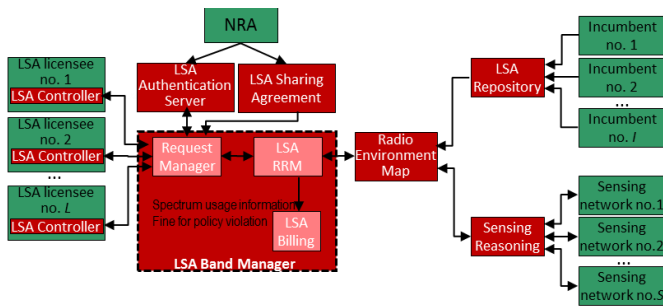 NRA
LSA licensee
no. 1
LSA Controller
LSA licensee
no. 2
LSA Controller
...
LSA licensee
no. L
LSA Controller
LSA
Authentication
Server
LSA Sharing
Agreement
Request
Manager
LSA
RRM
Spectrum usage information
Fine for policy violation
LSA
Billing
LSA Band Manager
Radio
Environment
Map
LSA
Repository
Incumbent
no. 1
Incumbent
no. 2
...
Incumbent
no. I
Sensing
Reasoning
Sensing
network no.1
Sensing
network no.2
...
Sensing
network no.S